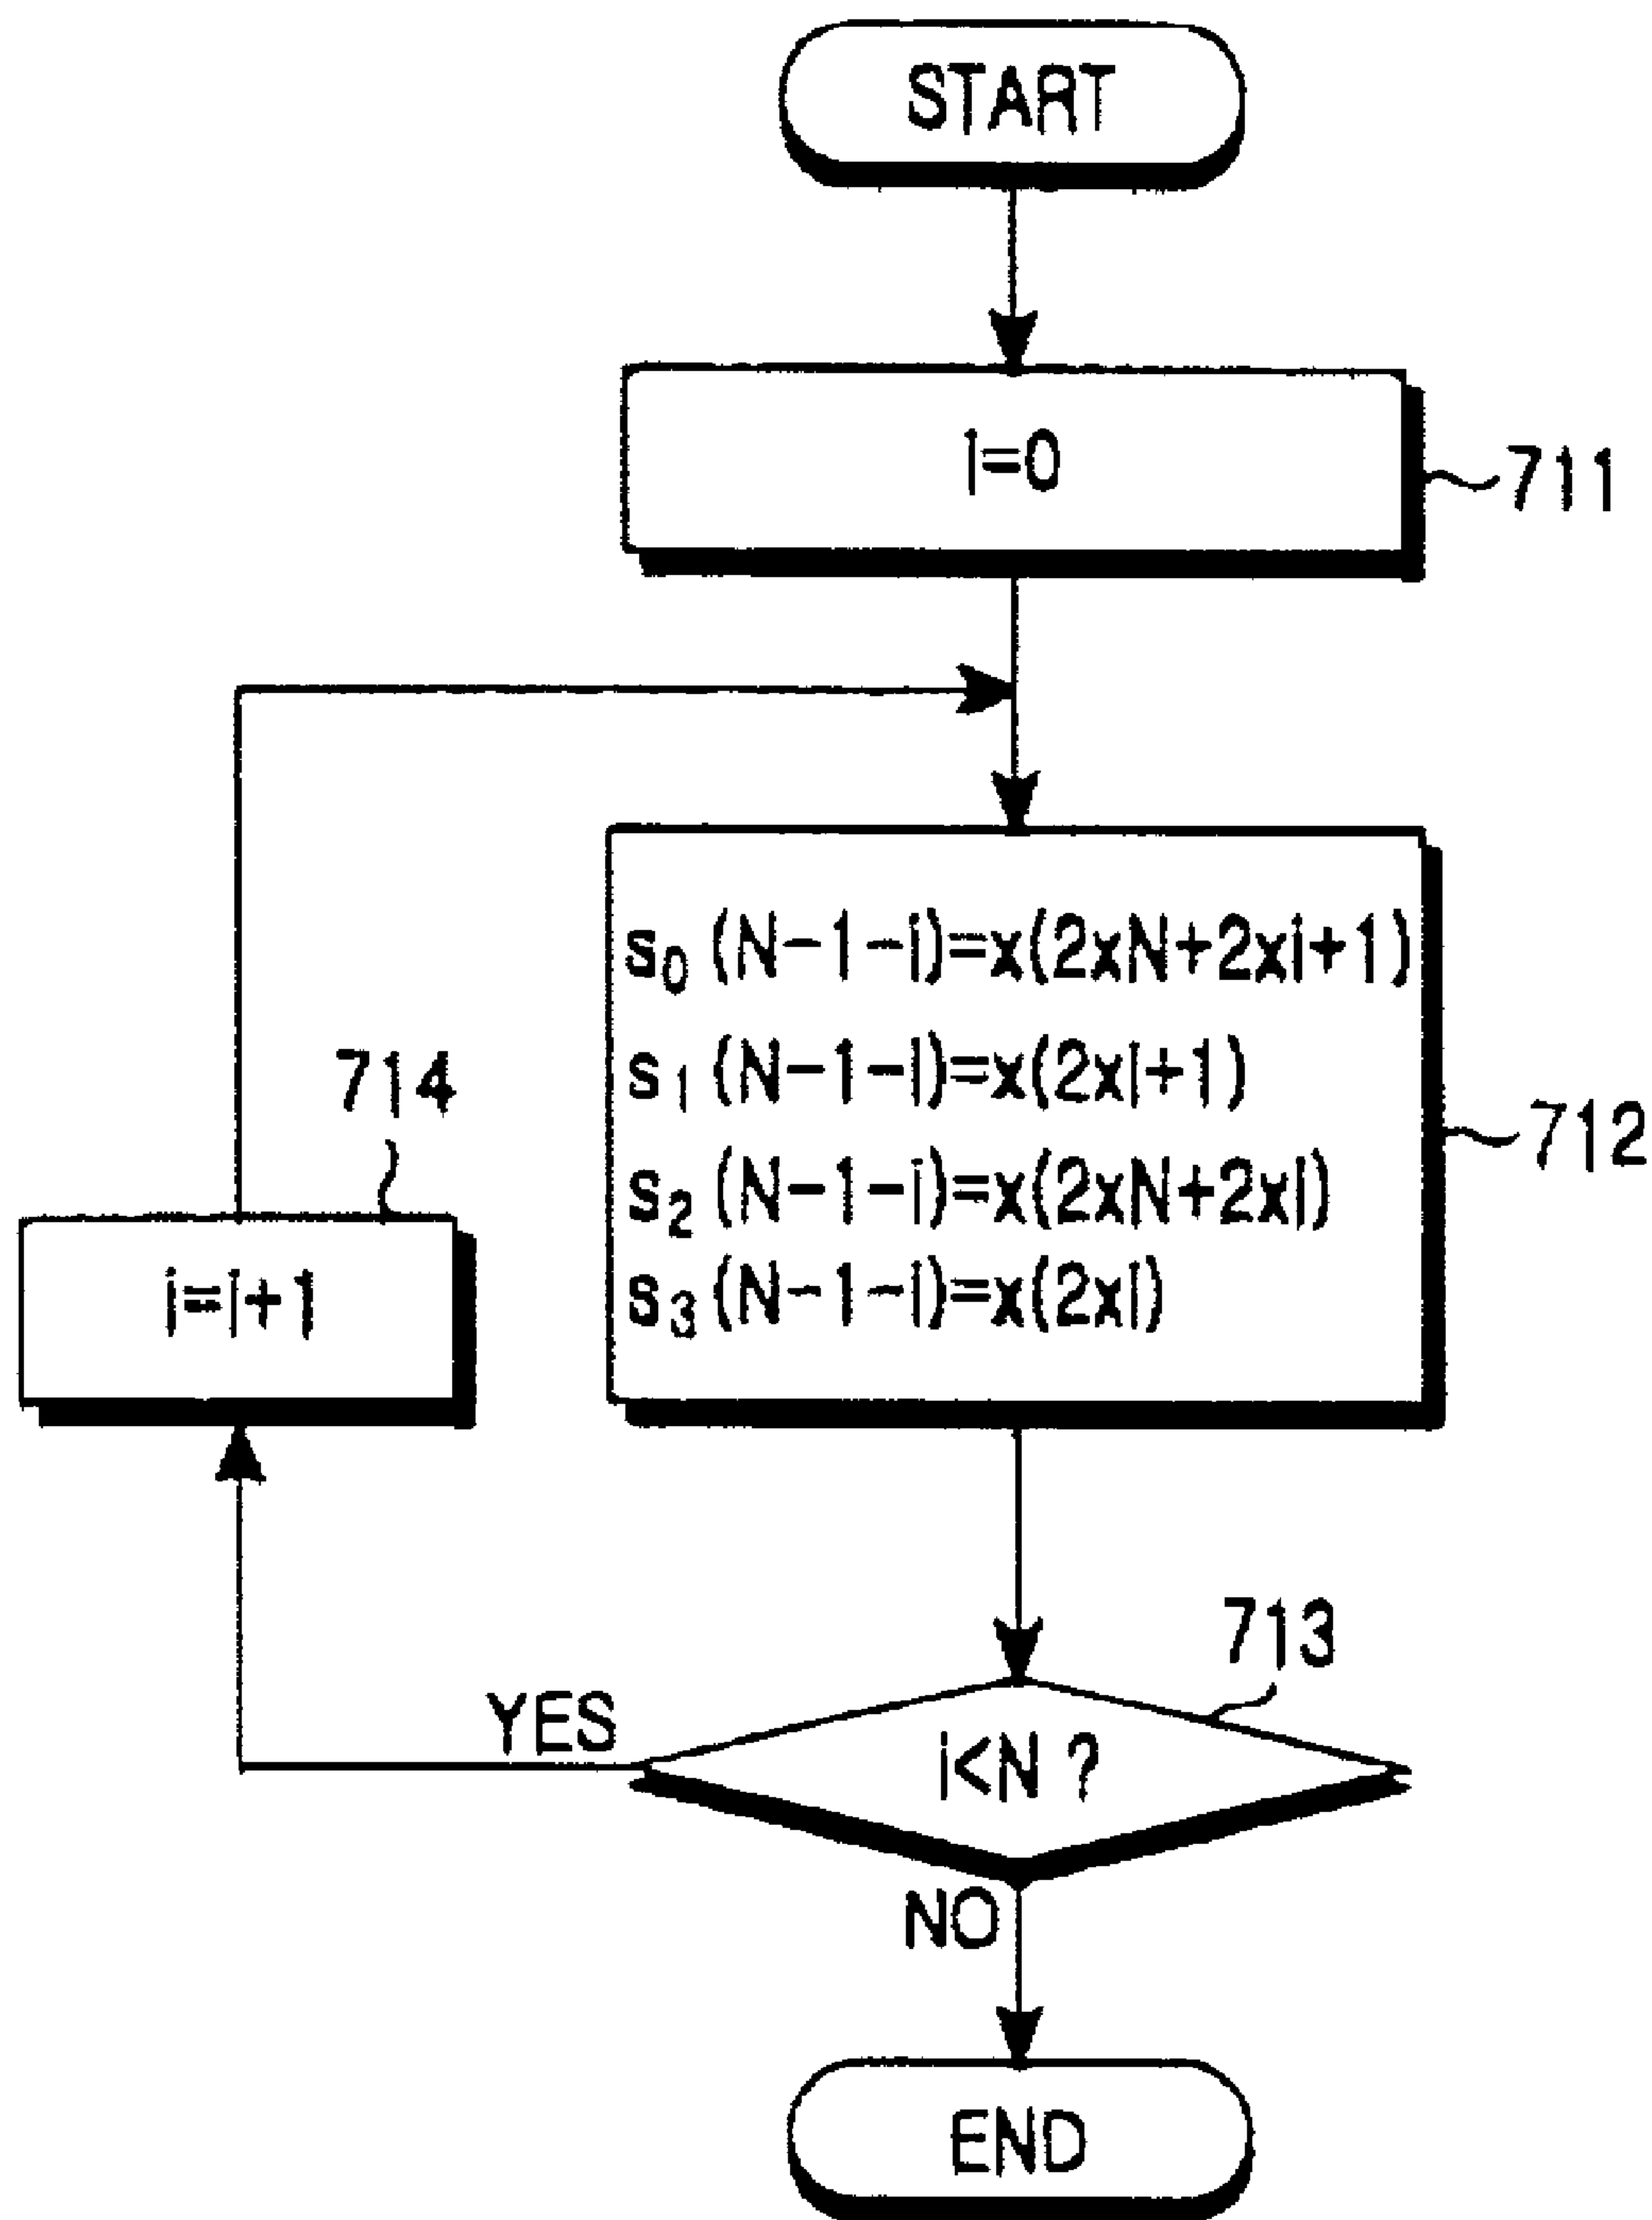 START
i=0
711
s₀(N-1-i)=x(2xN+2xi+1)
s₁(N-1-i)=x(2xi+1)
s₂(N-1-i)=x(2xN+2xi)
s₃(N-1-i)=x(2xi)
712
714
i=i+1
713
i<N ?
YES
NO
END